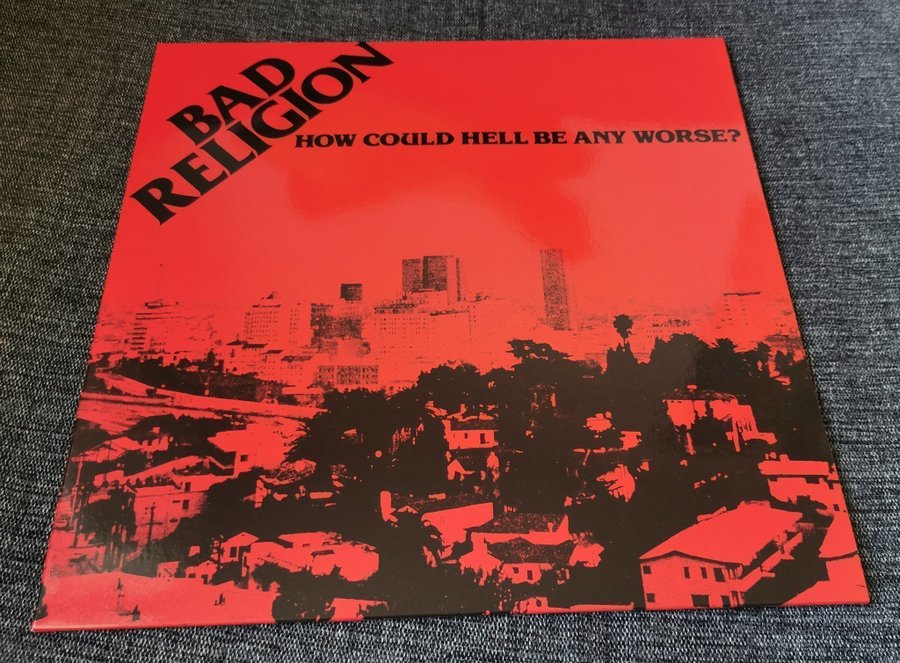 BAD
RELIGION
HOW COULD HELL BE ANY WORSE?